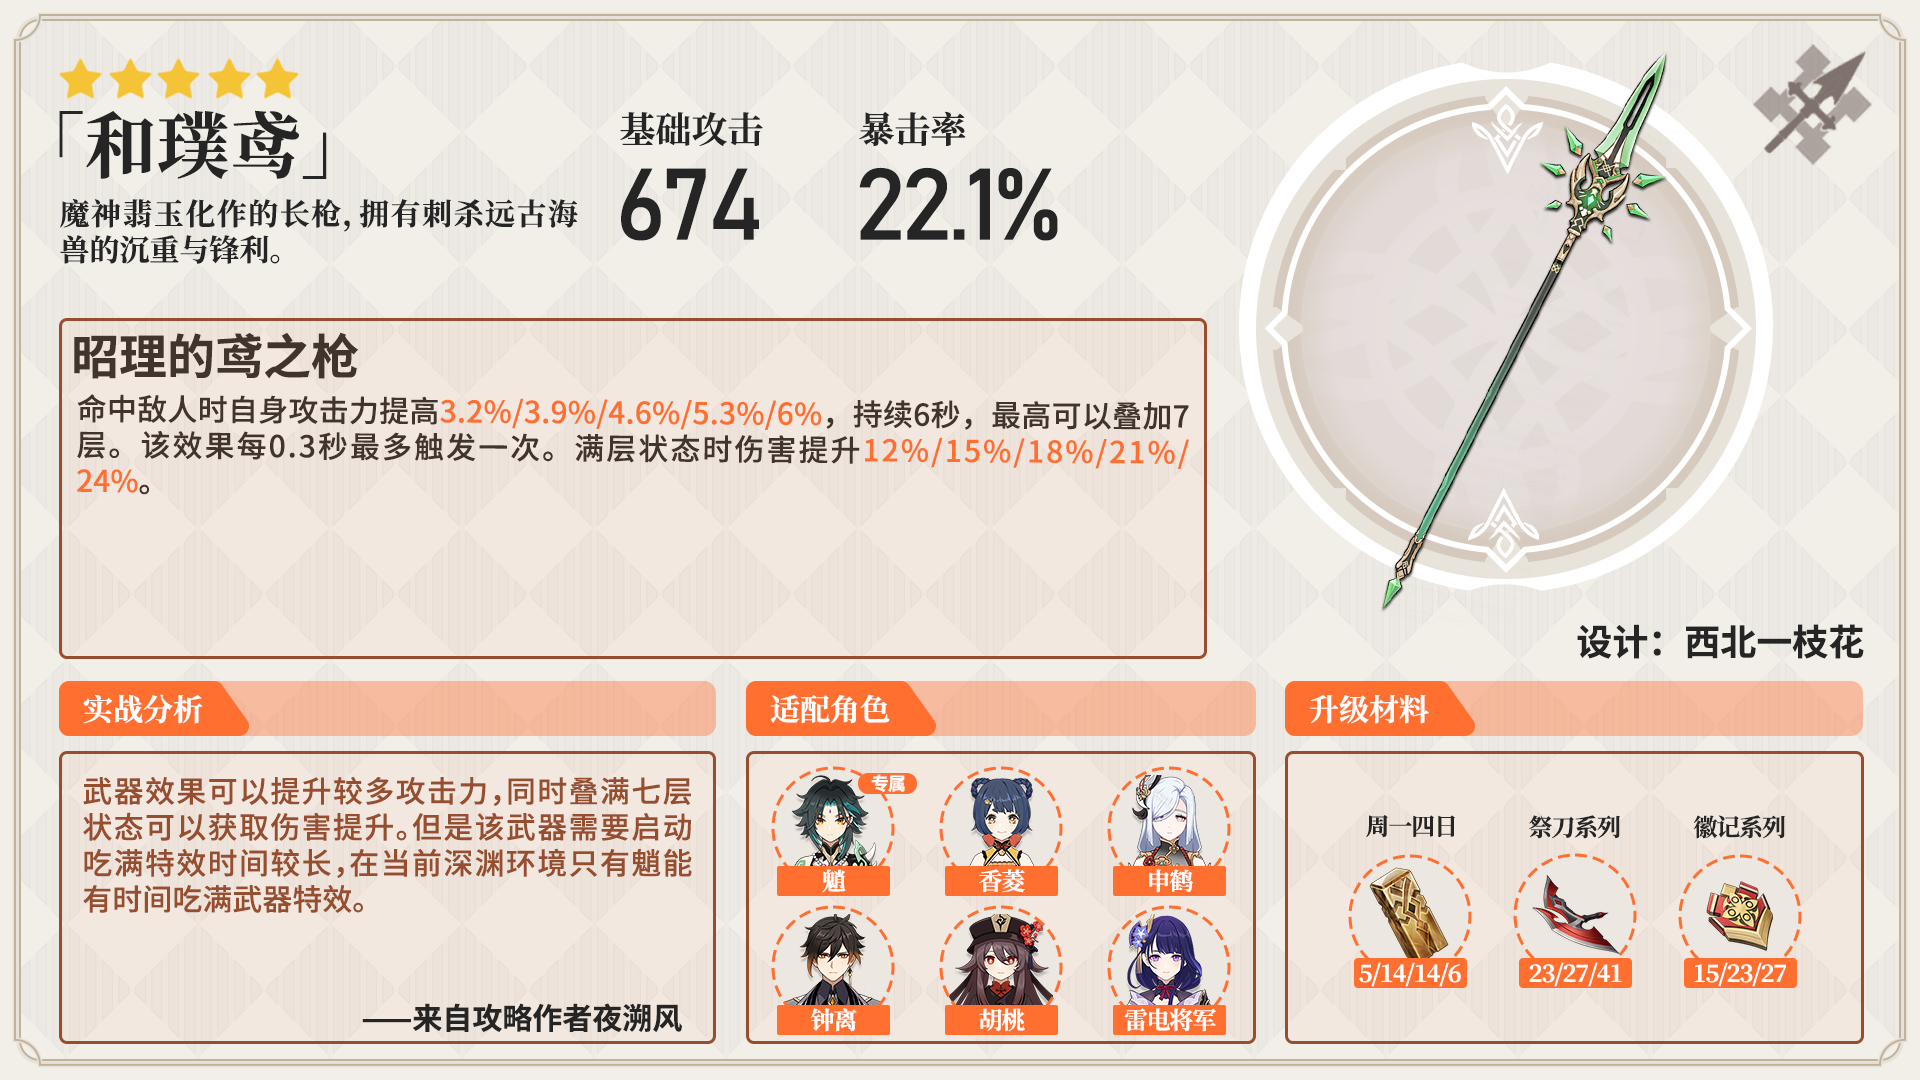 「和璞鸢」
魔神翡玉化作的长枪，拥有刺杀远古海
兽的沉重与锋利。
基础攻击
674
暴击率
22.1%
昭理的鸢之枪
命中敌人时自身攻击力提高3.2%/3.9%/4.6%/5.3%/6%，持续6秒，最高可以叠加7
层。该效果每0.3秒最多触发一次。满层状态时伤害提升12%/15%/18%/21%/
24%。
设计：西北一枝花
实战分析
武器效果可以提升较多攻击力，同时叠满七层
状态可以获取伤害提升。但是该武器需要启动
吃满特效时间较长，在当前深渊环境只有魈能
有时间吃满武器特效。
——来自攻略作者夜溯风
适配角色
专属
魈
香菱
申鹤
钟离
胡桃
雷电将军
升级材料
周一四日
祭刀系列
徽记系列
5/14/14/6
23/27/41
15/23/27